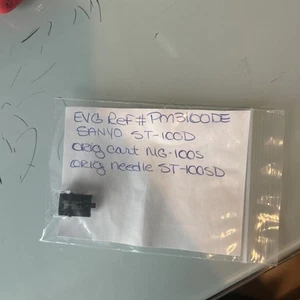 EVG Ref # PM3100DE
SANYO ST-100D
ORIG cart MG-100S
ORIG needle ST-100SD